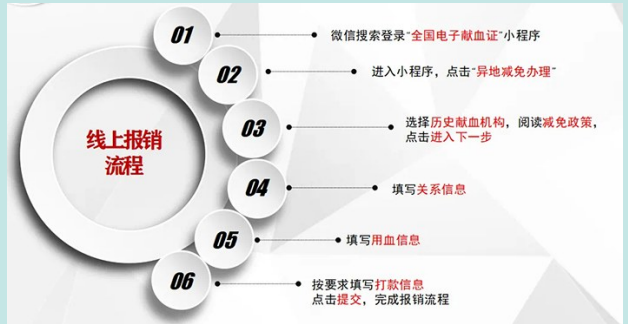 线上报销
流程
01
微信搜索登录“全国电子献血证”小程序
02
进入小程序，点击“异地减免办理”
03
选择历史献血机构，阅读减免政策，
点击进入下一步
04
填写关系信息
05
填写用血信息
06
按要求填写打款信息
点击提交，完成报销流程